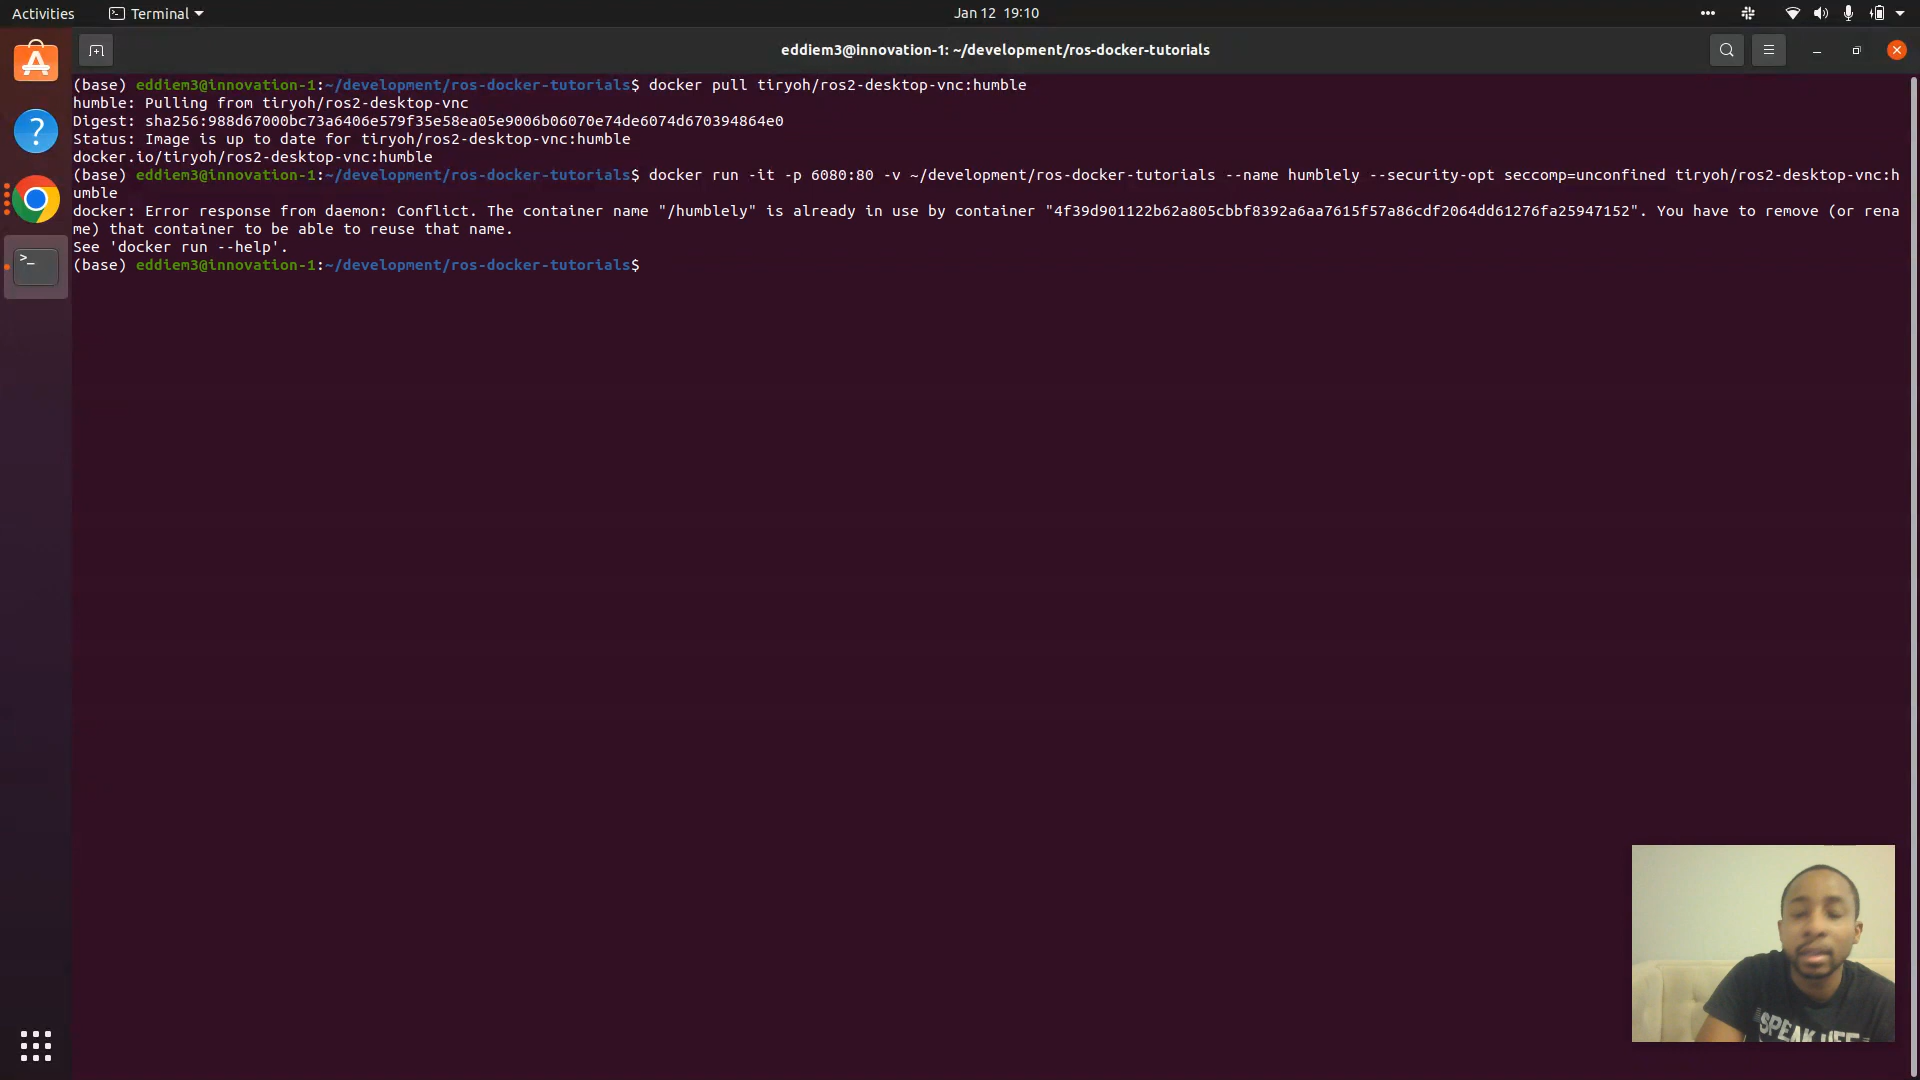 Activities
Terminal
Jan 12 19:10
eddiem3@innovation-1: ~/development/ros-docker-tutorials
(base) eddiem3@innovation-1:~/development/ros-docker-tutorials$ docker pull tiryoh/ros2-desktop-vnc:humble
humble: Pulling from tiryoh/ros2-desktop-vnc
Digest: sha256:988d67000bc73a6406e579f35e58ea05e9006b06070e74de6074d670394864e0
Status: Image is up to date for tiryoh/ros2-desktop-vnc:humble
docker.io/tiryoh/ros2-desktop-vnc:humble
(base) eddiem3@innovation-1:~/development/ros-docker-tutorials$ docker run -it -p 6080:80 -v ~/development/ros-docker-tutorials --name humblely --security-opt seccomp=unconfined tiryoh/ros2-desktop-vnc:h
umble
docker: Error response from daemon: Conflict. The container name "/humblely" is already in use by container "4f39d901122b62a805cbbf8392a6aa7615f57a86cdf2064dd61276fa25947152". You have to remove (or rena
me) that container to be able to reuse that name.
See 'docker run --help'.
(base) eddiem3@innovation-1:~/development/ros-docker-tutorials$
SPEAK LIFE